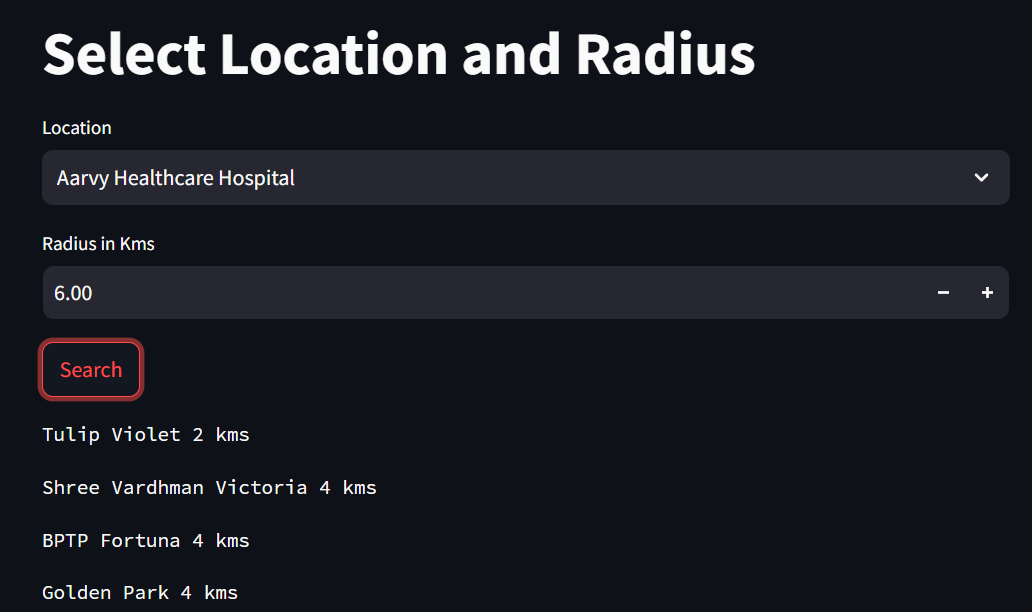 Select Location and Radius
Location
Aarvy Healthcare Hospital
Radius in Kms
6.00
Search
Tulip Violet 2 kms
Shree Vardhman Victoria 4 kms
BPTP Fortuna 4 kms
Golden Park 4 kms